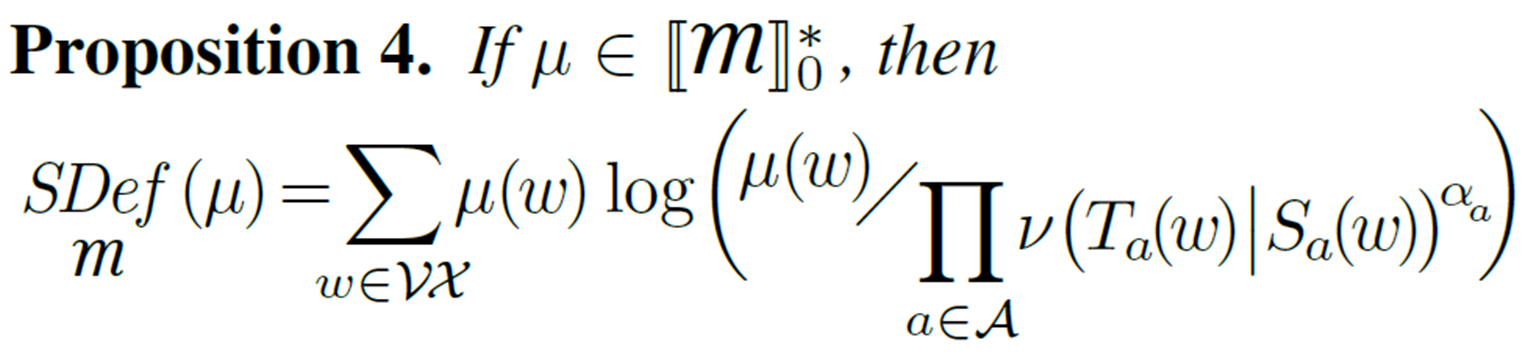 Proposition 4. If μ ∈ ⟦m⟧₀*, then
SDef_m (μ) = ∑_{w∈𝒱𝒳} μ(w) log( μ(w) / ∏_{a∈𝒜} ν(T_a(w)|S_a(w))^{α_a} )